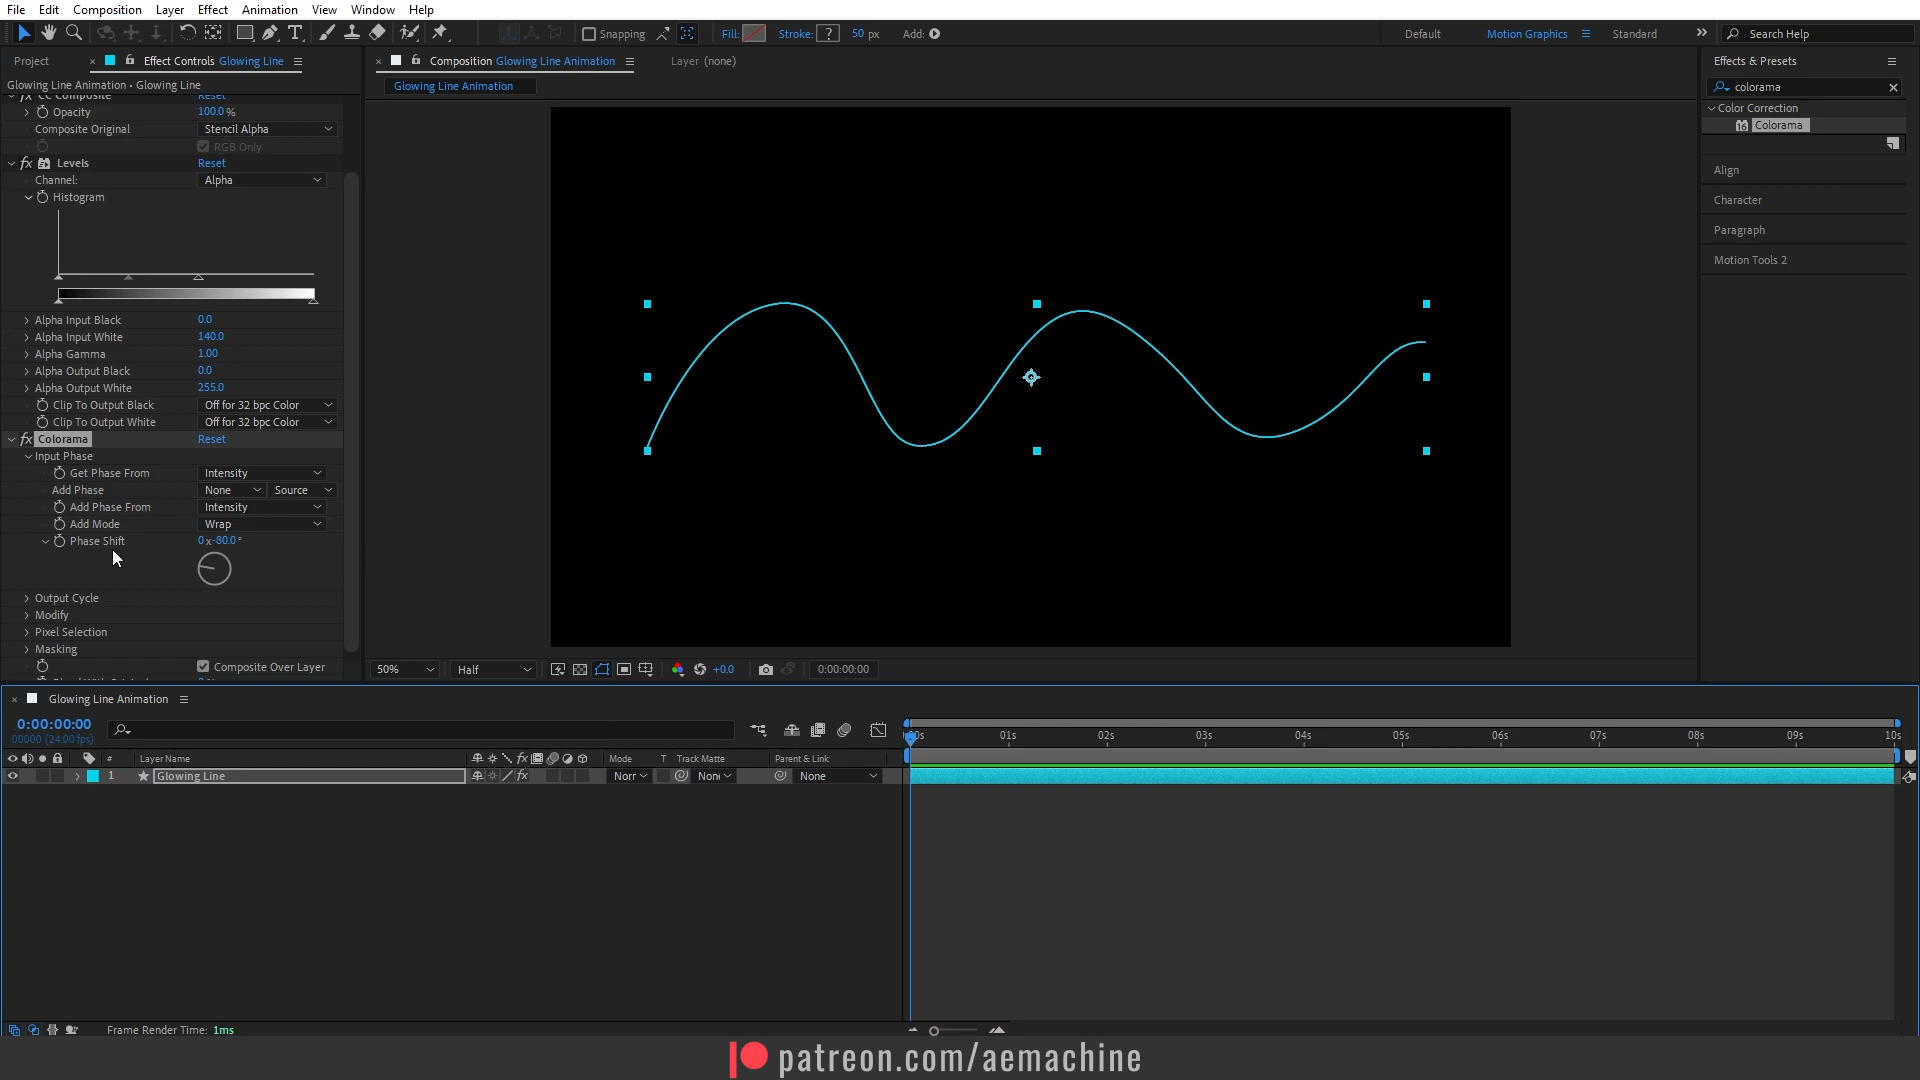 File Edit Composition Layer Effect Animation View Window Help
Snapping Fill: Stroke: ? 50 px Add: Default Motion Graphics Standard Search Help
Project Effect Controls Glowing Line Composition Glowing Line Animation Layer (none) Effects & Presets
Glowing Line Animation • Glowing Line Glowing Line Animation colorama
CC Composite Reset
Opacity 100.0 %
Composite Original Stencil Alpha
RGB Only
Levels Reset
Channel: Alpha
Histogram
Alpha Input Black 0.0
Alpha Input White 140.0
Alpha Gamma 1.00
Alpha Output Black 0.0
Alpha Output White 255.0
Clip To Output Black Off for 32 bpc Color
Clip To Output White Off for 32 bpc Color
Colorama Reset
Input Phase
Get Phase From Intensity
Add Phase None Source
Add Phase From Intensity
Add Mode Wrap
Phase Shift 0 x-80.0 °
Output Cycle
Modify
Pixel Selection
Masking
Composite Over Layer
Color Correction
Colorama
Align
Character
Paragraph
Motion Tools 2
50% Half +0.0 0:00:00:00
Glowing Line Animation
0:00:00:00
00000 (24.00 fps)
01s 02s 03s 04s 05s 06s 07s 08s 09s 10s
# Layer Name Mode T Track Matte Parent & Link
1 Glowing Line Norr None
Frame Render Time: 1ms
patreon.com/aemachine